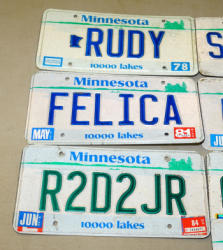 Minnesota
RUDY
10000 lakes 78
Minnesota
FELICA
MAY 10000 lakes 81
Minnesota
R2D2JR
JUN 10000 lakes 84